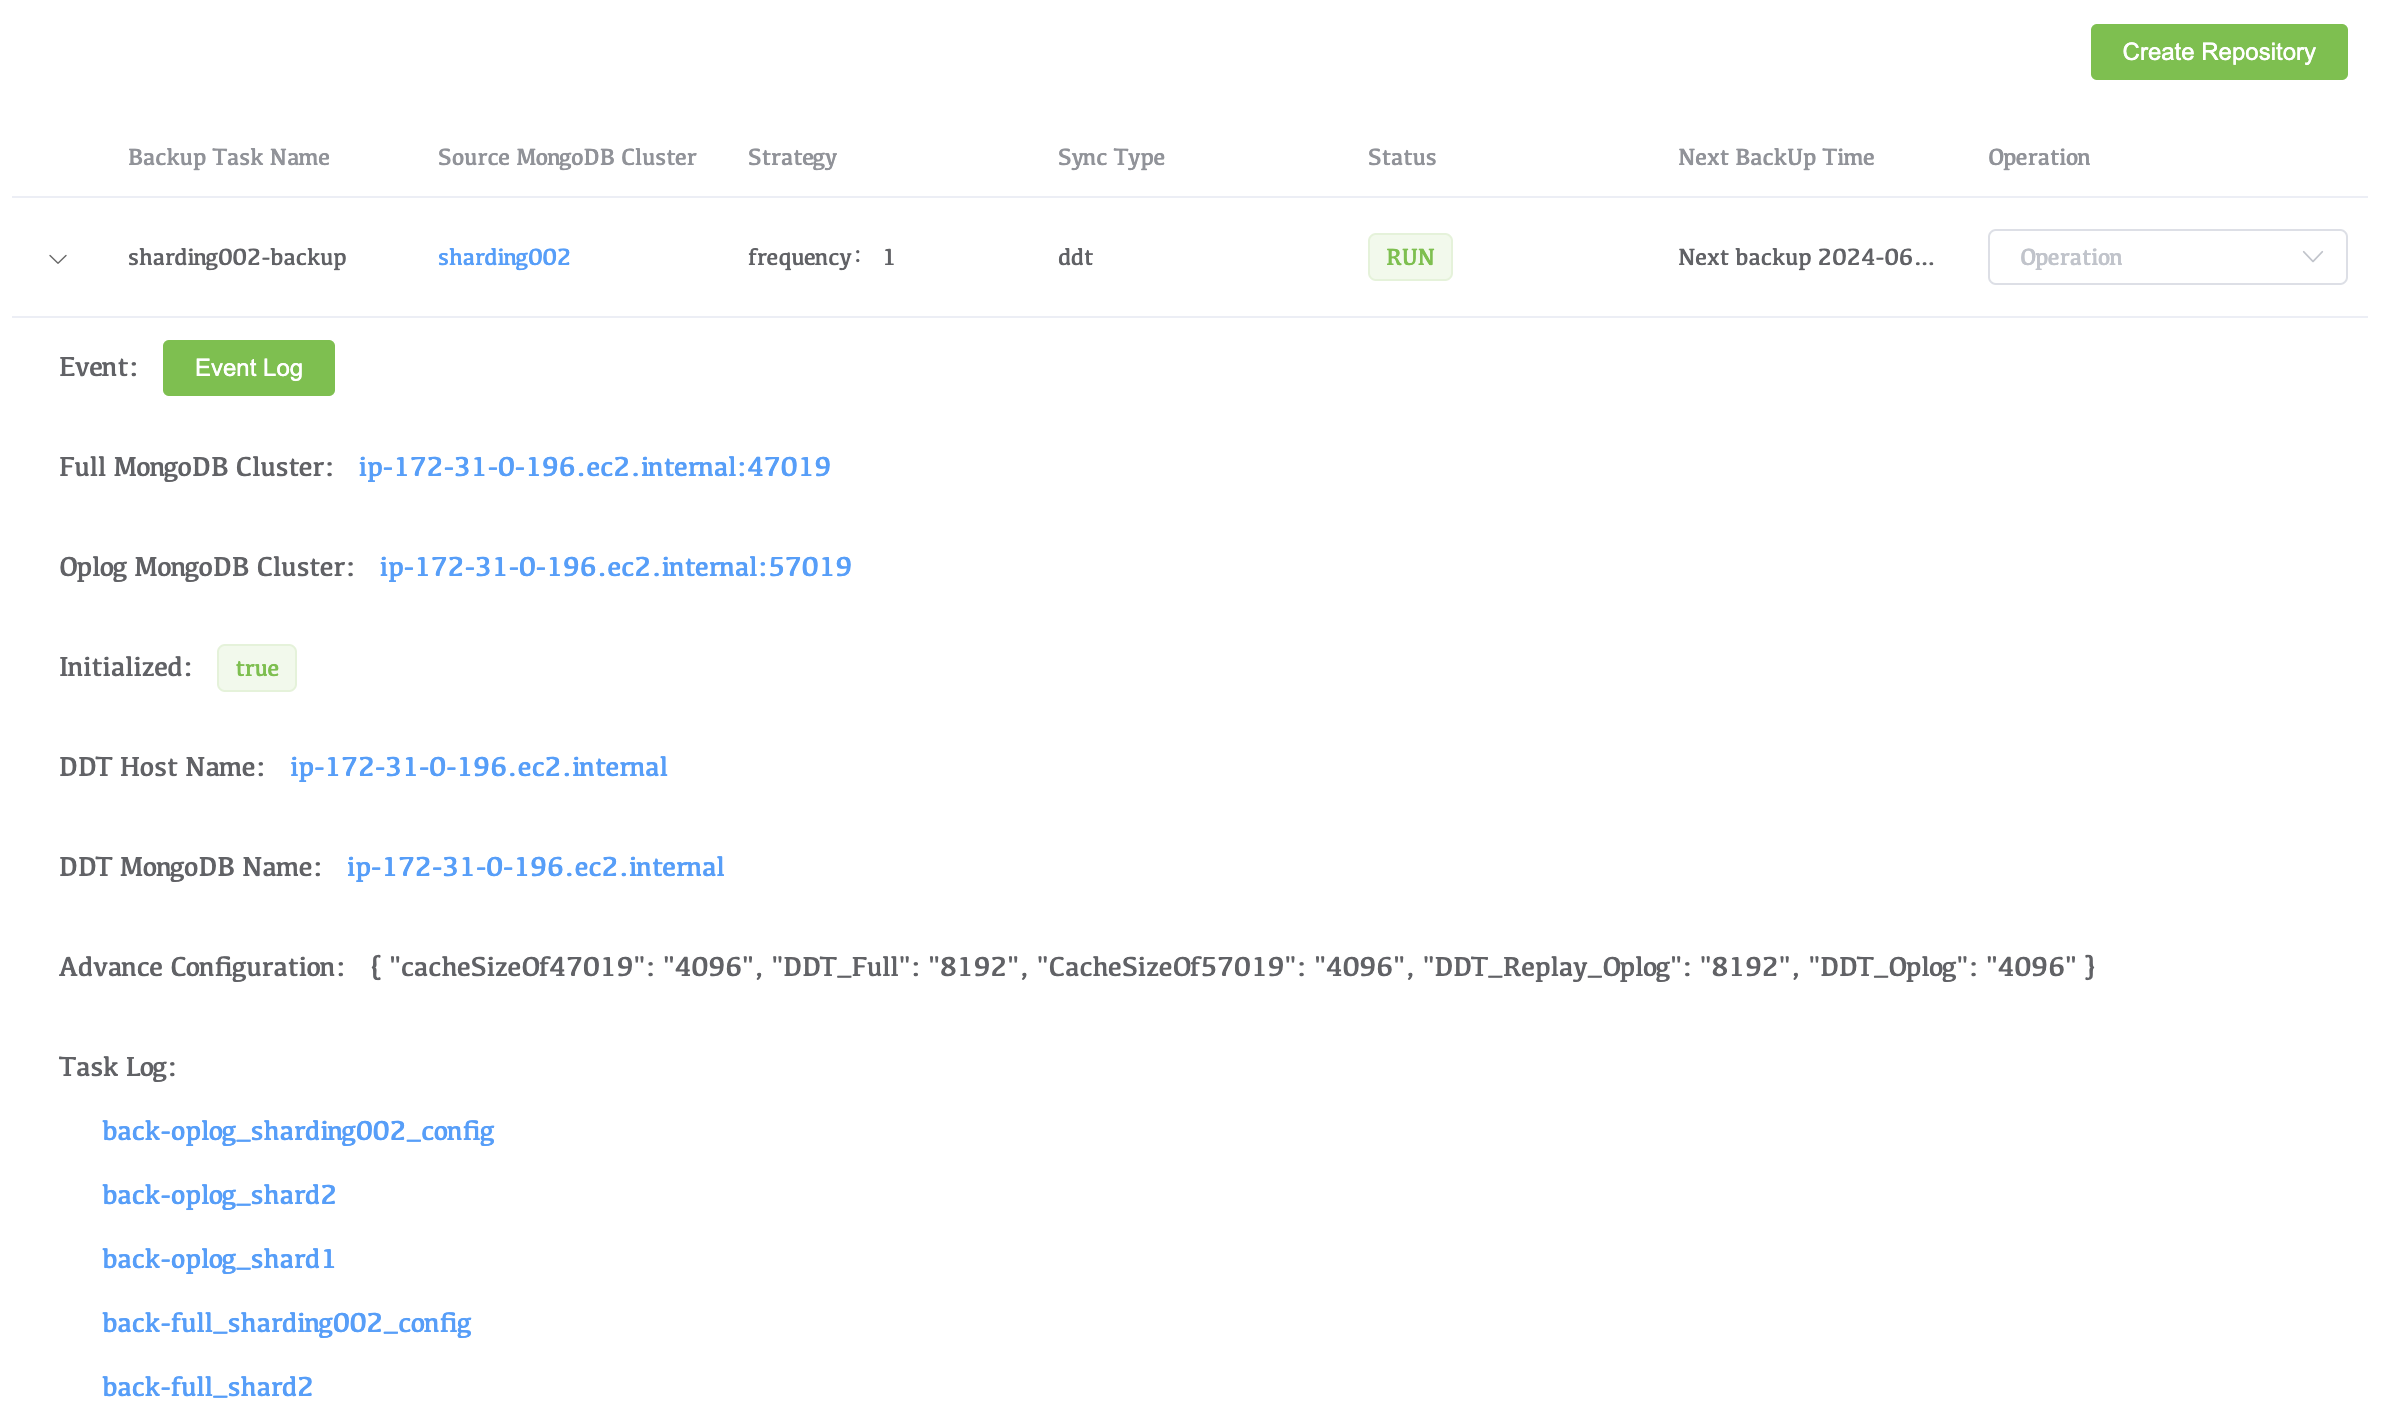 Create Repository
Backup Task Name Source MongoDB Cluster Strategy Sync Type Status Next BackUp Time Operation
sharding002-backup sharding002 frequency: 1 ddt RUN Next backup 2024-06... Operation
Event: Event Log
Full MongoDB Cluster: ip-172-31-0-196.ec2.internal:47019
Oplog MongoDB Cluster: ip-172-31-0-196.ec2.internal:57019
Initialized: true
DDT Host Name: ip-172-31-0-196.ec2.internal
DDT MongoDB Name: ip-172-31-0-196.ec2.internal
Advance Configuration: { "cacheSizeOf47019": "4096", "DDT_Full": "8192", "CacheSizeOf57019": "4096", "DDT_Replay_Oplog": "8192", "DDT_Oplog": "4096" }
Task Log:
back-oplog_sharding002_config
back-oplog_shard2
back-oplog_shard1
back-full_sharding002_config
back-full_shard2